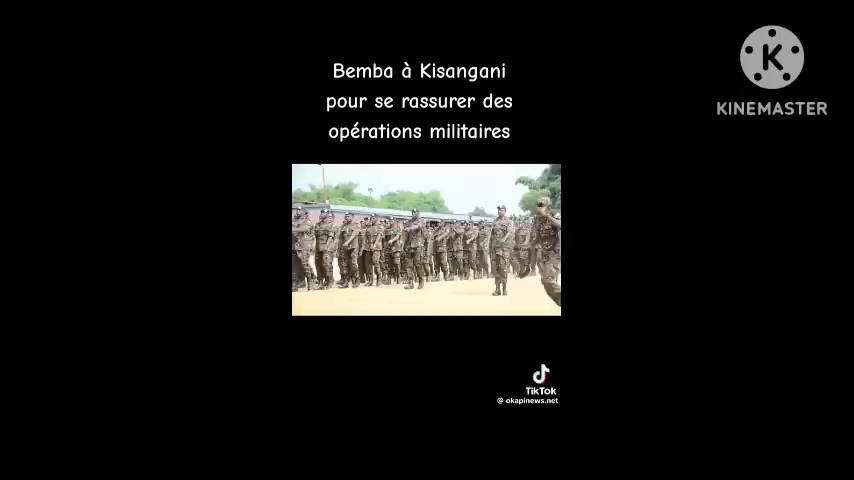 Bemba à Kisangani
pour se rassurer des
opérations militaires
K
KINEMASTER
TikTok
@ okapinews.net